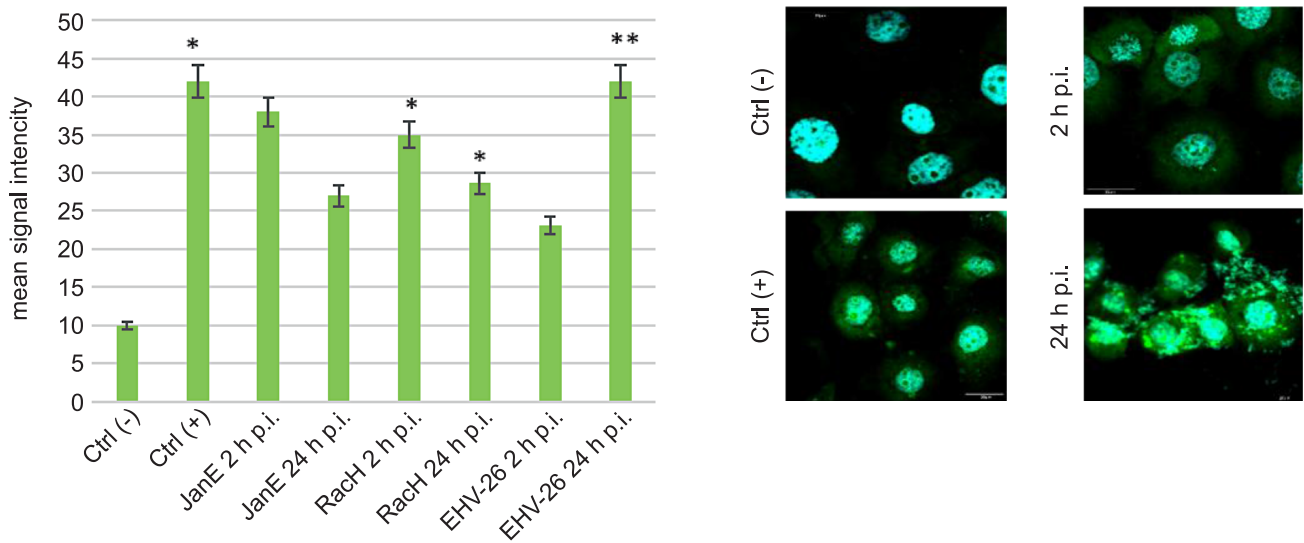 mean signal intencity
50
45
40
35
30
25
20
15
10
5
0
*
*
*
**
Ctrl (-)
Ctrl (+)
JanE 2 h p.i.
JanE 24 h p.i.
RacH 2 h p.i.
RacH 24 h p.i.
EHV-26 2 h p.i.
EHV-26 24 h p.i.
Ctrl (-)
2 h p.i.
Ctrl (+)
24 h p.i.